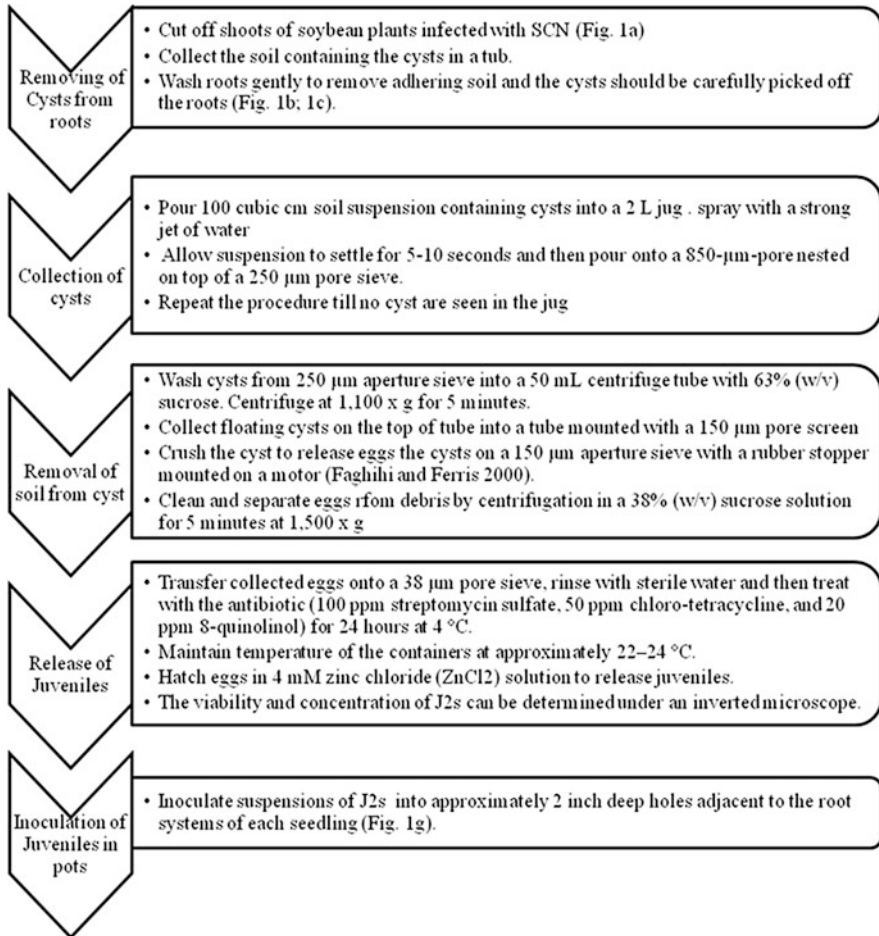 Removing of
Cysts from
roots
• Cut off shoots of soybean plants infected with SCN (Fig. 1a)
• Collect the soil containing the cysts in a tub.
• Wash roots gently to remove adhering soil and the cysts should be carefully picked off
the roots (Fig. 1b; 1c).
Collection of
cysts
• Pour 100 cubic cm soil suspension containing cysts into a 2 L jug . spray with a strong
jet of water
• Allow suspension to settle for 5-10 seconds and then pour onto a 850-μm-pore nested
on top of a 250 μm pore sieve.
• Repeat the procedure till no cyst are seen in the jug
Removal of
soil from cyst
• Wash cysts from 250 μm aperture sieve into a 50 mL centrifuge tube with 63% (w/v)
sucrose. Centrifuge at 1,100 x g for 5 minutes.
• Collect floating cysts on the top of tube into a tube mounted with a 150 μm pore screen
• Crush the cyst to release eggs the cysts on a 150 μm aperture sieve with a rubber stopper
mounted on a motor (Faghihi and Ferris 2000).
• Clean and separate eggs rfom debris by centrifugation in a 38% (w/v) sucrose solution
for 5 minutes at 1,500 x g
Release of
Juveniles
• Transfer collected eggs onto a 38 μm pore sieve, rinse with sterile water and then treat
with the antibiotic (100 ppm streptomycin sulfate, 50 ppm chloro-tetracycline, and 20
ppm 8-quinolinol) for 24 hours at 4 °C.
• Maintain temperature of the containers at approximately 22–24 °C.
• Hatch eggs in 4 mM zinc chloride (ZnCl2) solution to release juveniles.
• The viability and concentration of J2s can be determined under an inverted microscope.
Inoculation of
Juveniles in
pots
• Inoculate suspensions of J2s into approximately 2 inch deep holes adjacent to the root
systems of each seedling (Fig. 1g).